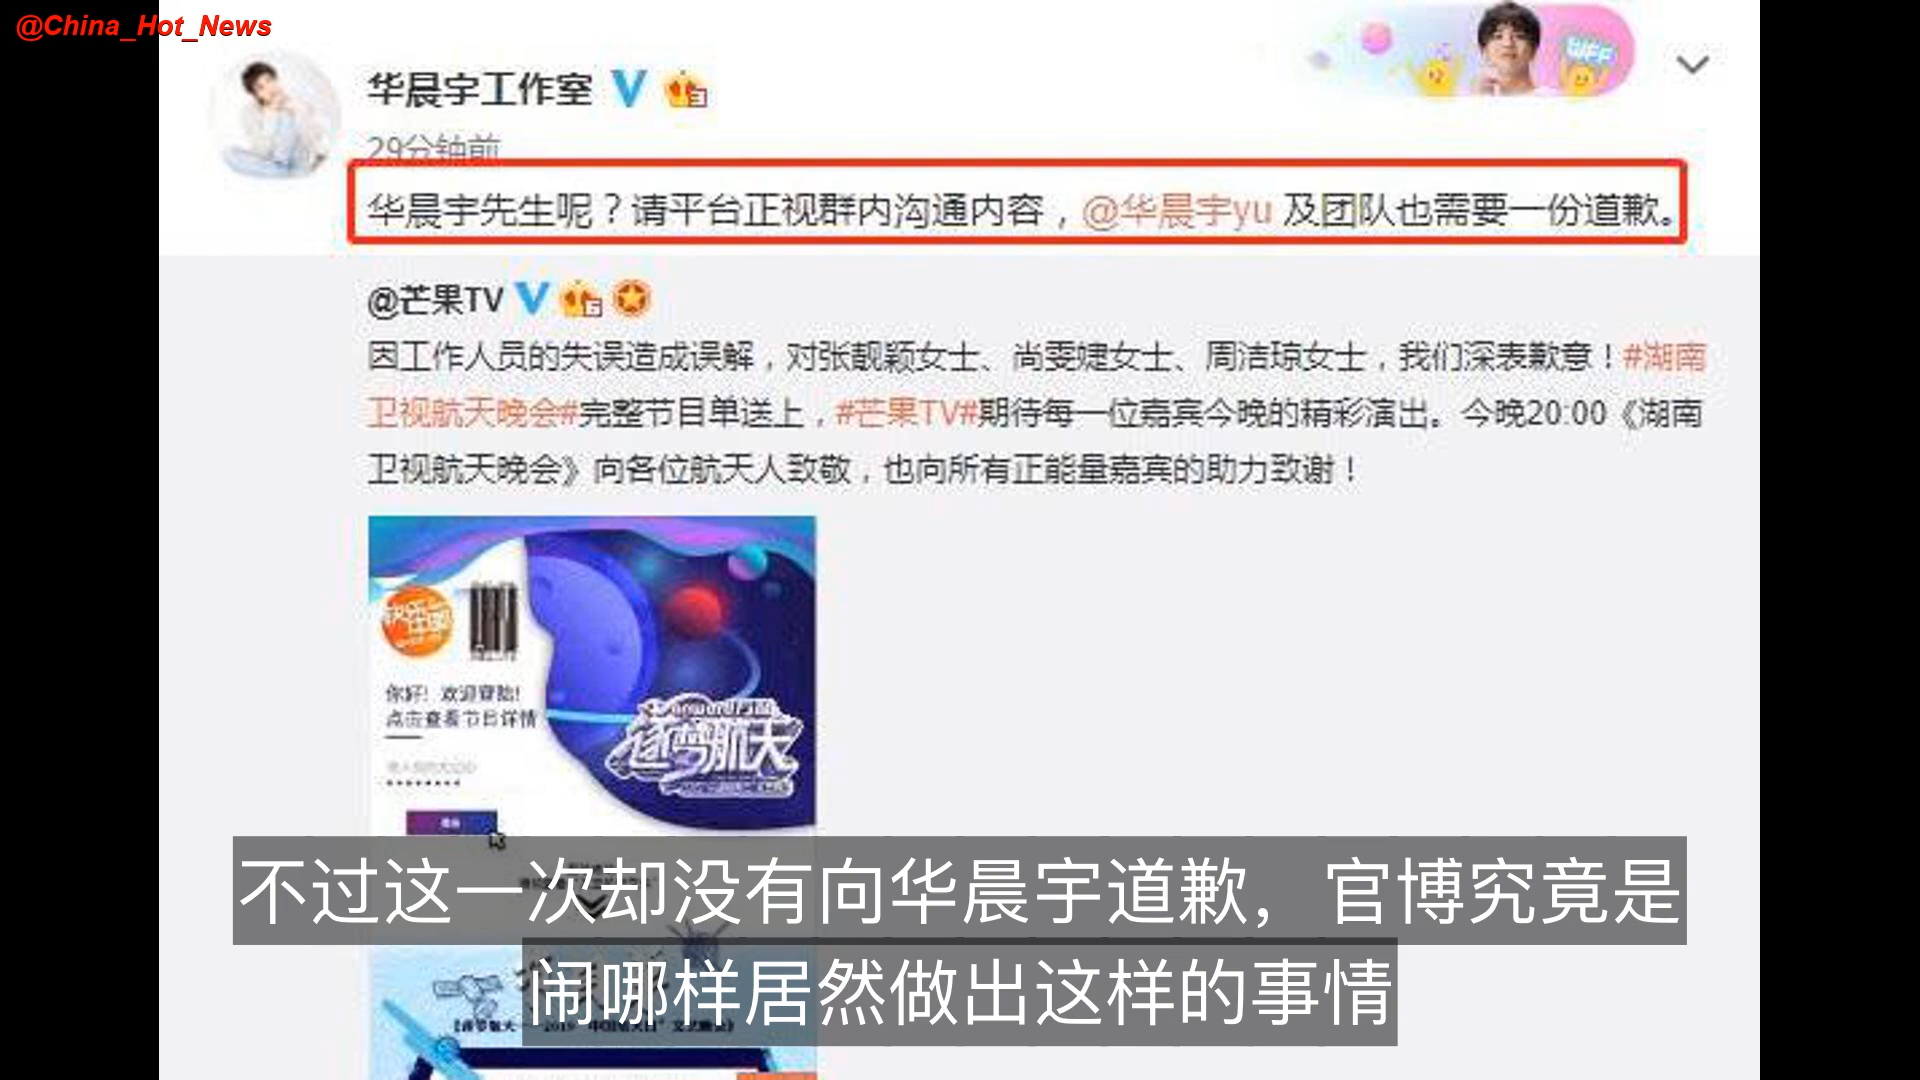 @China_Hot_News
华晨宇工作室
29分钟前
华晨宇先生呢？请平台正视群内沟通内容，@华晨宇yu 及团队也需要一份道歉。
@芒果TV
因工作人员的失误造成误解，对张靓颖女士、尚雯婕女士、周洁琼女士，我们深表歉意！#湖南
卫视航天晚会#完整节目单送上，#芒果TV#期待每一位嘉宾今晚的精彩演出。今晚20:00《湖南
卫视航天晚会》向各位航天人致敬，也向所有正能量嘉宾的助力致谢！
你好！欢迎登舱！
点击查看节目详情
逐梦航天
不过这一次却没有向华晨宇道歉，官博究竟是
闹哪样居然做出这样的事情